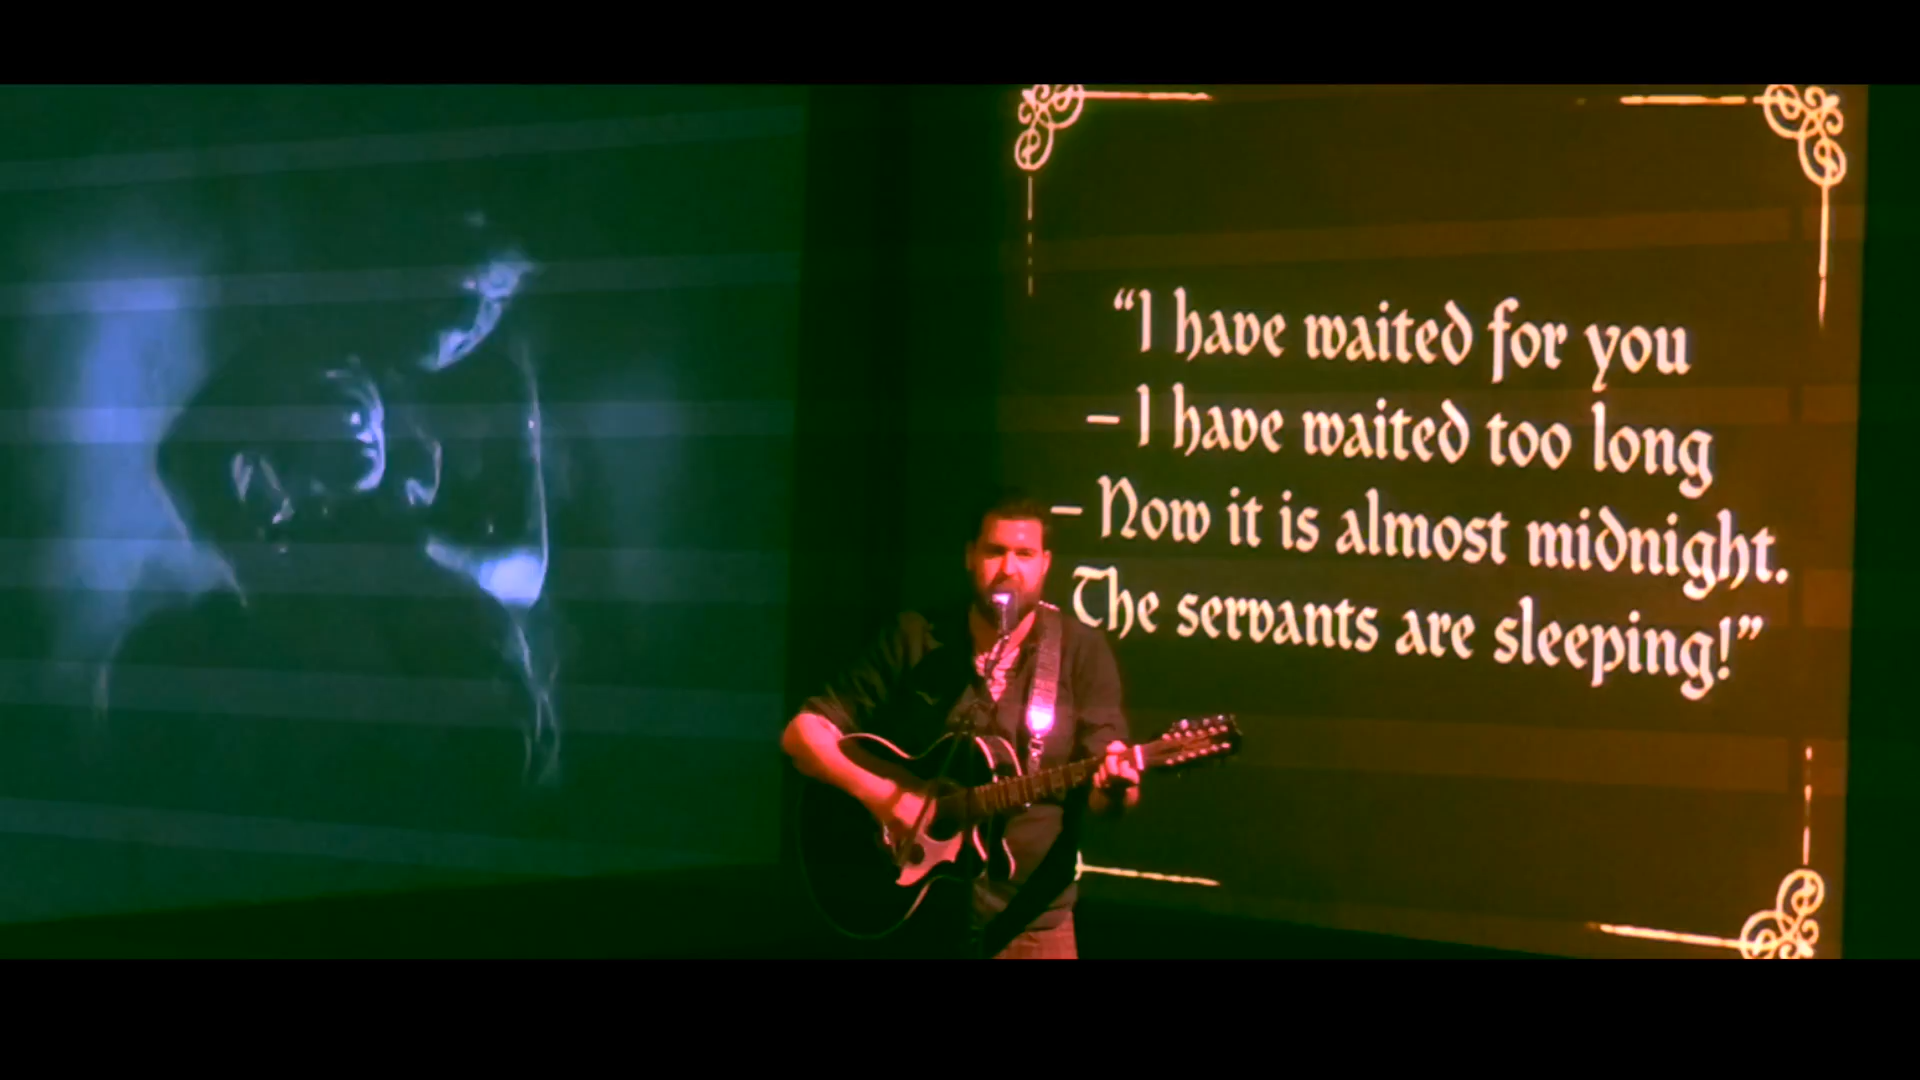 “I have waited for you
– I have waited too long
– Now it is almost midnight.
The servants are sleeping!”